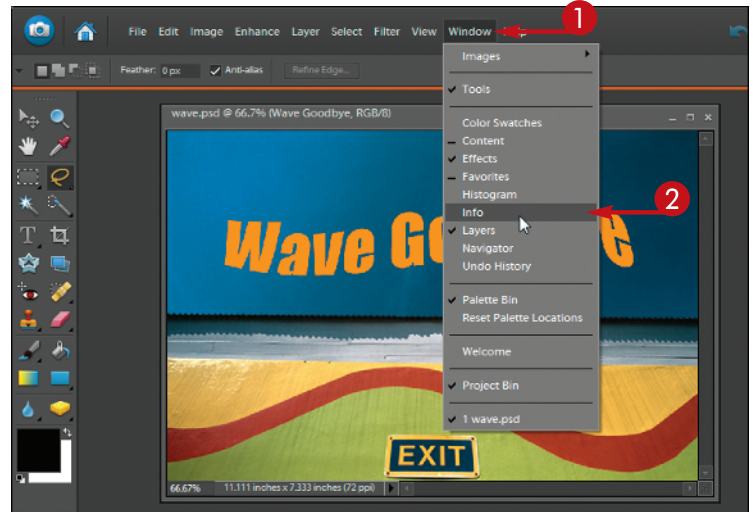 File Edit Image Enhance Layer Select Filter View Window
1
Feather: 0 px Anti-alias Refine Edge...
Images
Tools
Color Swatches
Content
Effects
Favorites
Histogram
Info
2
Layers
Navigator
Undo History
Palette Bin
Reset Palette Locations
Welcome
Project Bin
1 wave.psd
wave.psd @ 66.7% (Wave Goodbye, RGB/8)
Wave
EXIT
66.67% 11.111 inches x 7.333 inches (72 ppi)
T